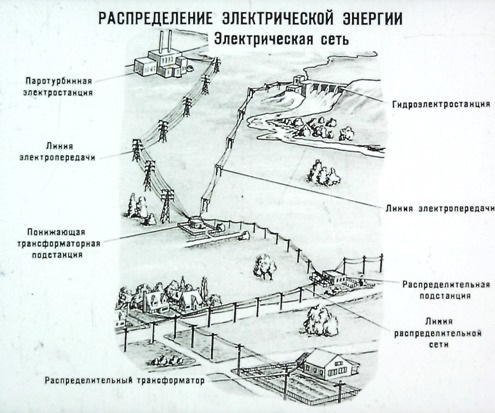 РАСПРЕДЕЛЕНИЕ ЭЛЕКТРИЧЕСКОЙ ЭНЕРГИИ
Электрическая сеть
Паротурбинная
электростанция
Гидроэлектростанция
Линия
электропередачи
Линия электропередачи
Понижающая
трансформаторная
подстанция
Распределительная
подстанция
Линия
распределительной
сети
Распределительный трансформатор